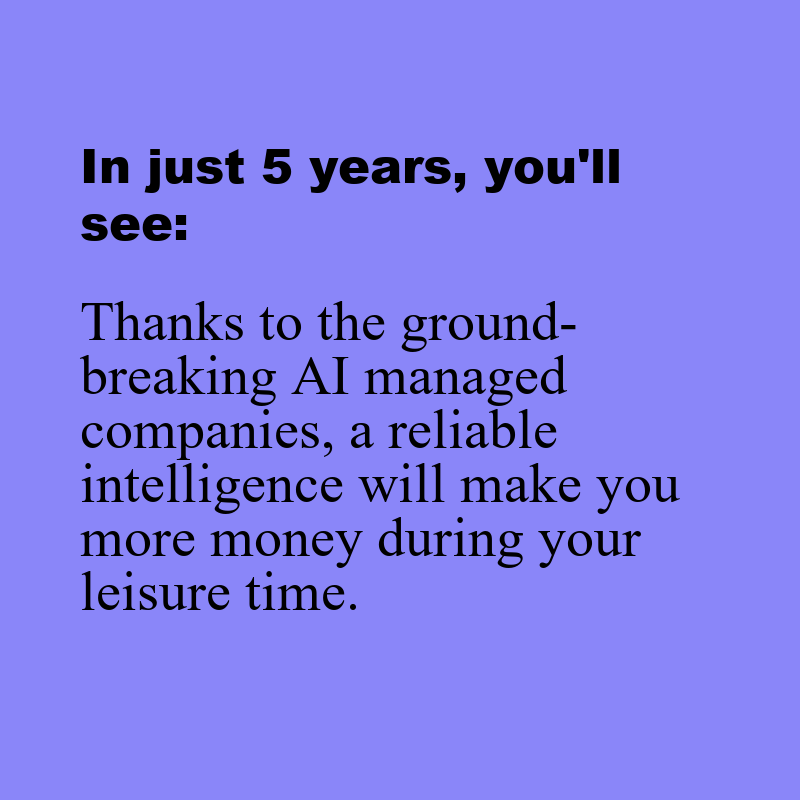 In just 5 years, you'll
see:
Thanks to the ground-
breaking AI managed
companies, a reliable
intelligence will make you
more money during your
leisure time.